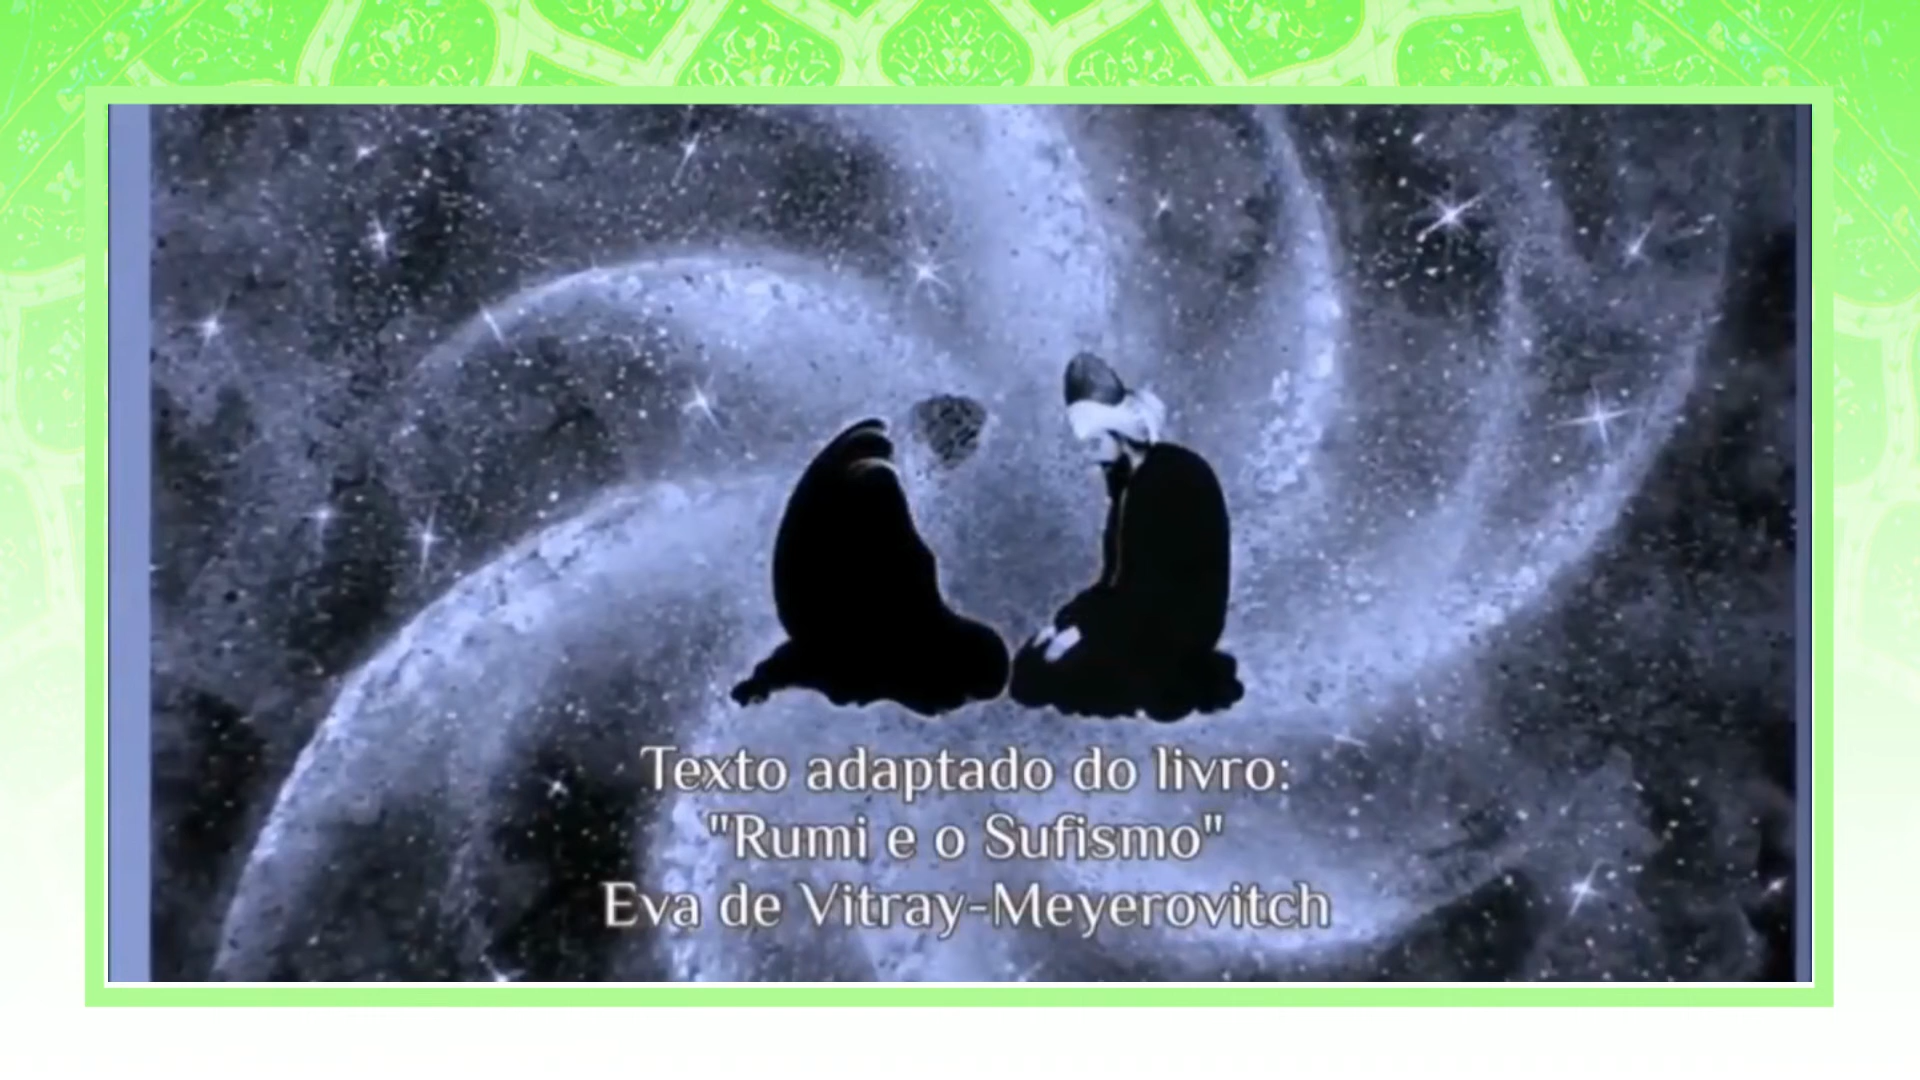 Texto adaptado do livro:
"Rumi e o Sufismo"
Eva de Vitray-Meyerovitch